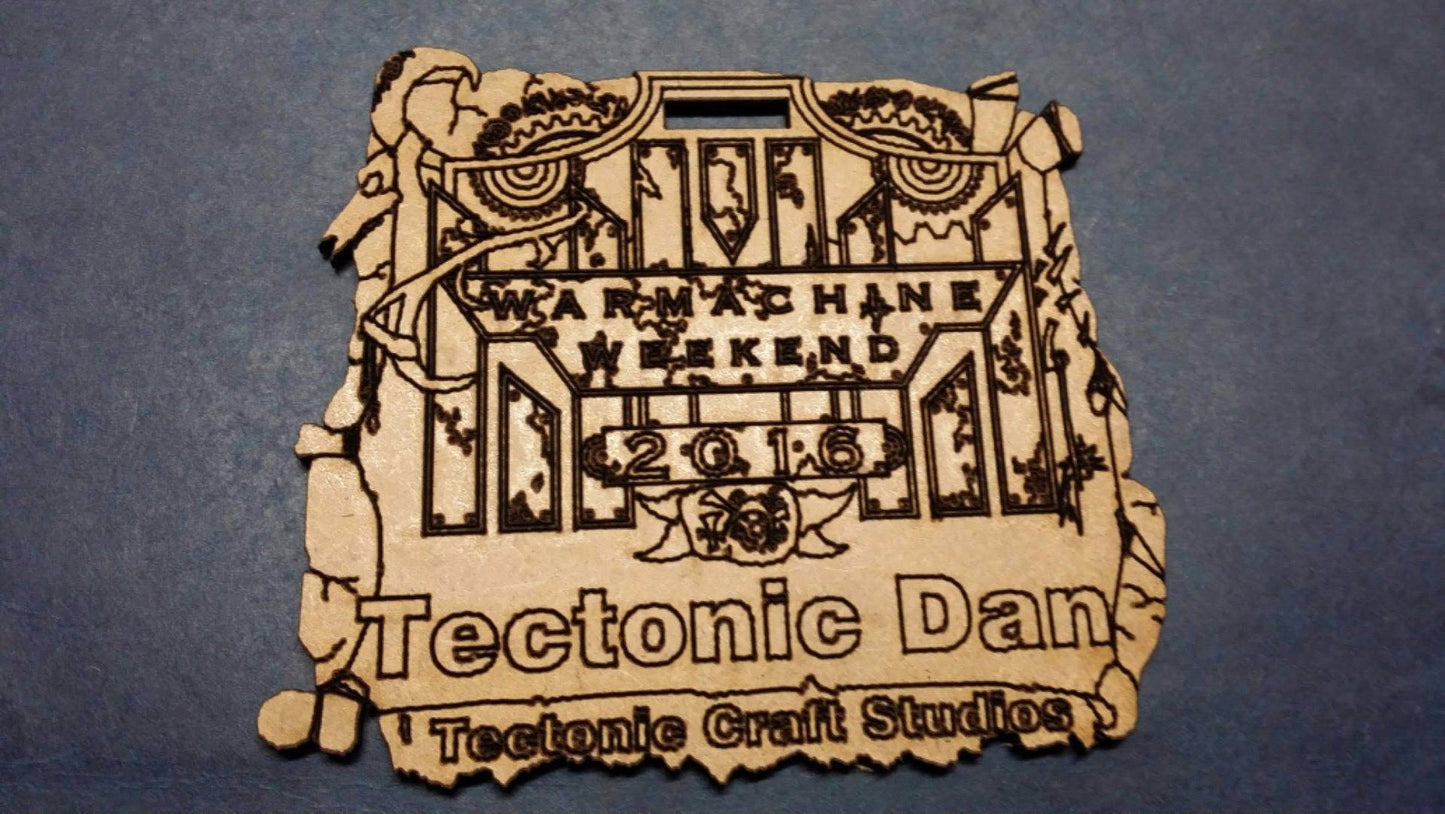 WARMACHINE
WEEKEND
2016
Tectonic Dan
Tectonic Craft Studios